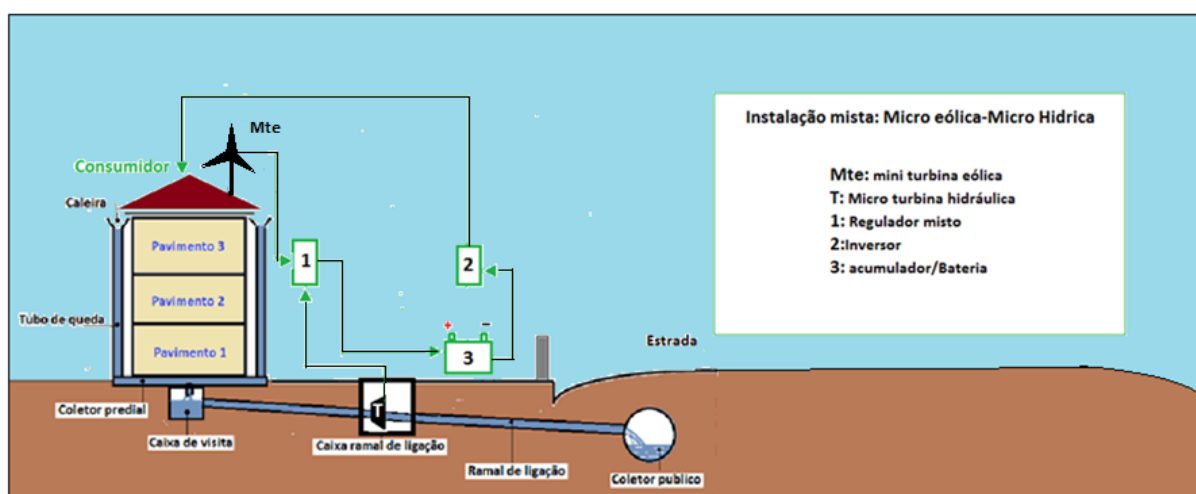 Instalação mista: Micro eólica-Micro Hidrica
Mte: mini turbina eólica
T: Micro turbina hidráulica
1: Regulador misto
2:Inversor
3: acumulador/Bateria
Mte
Consumidor
Caleira
Pavimento 3
1
2
Pavimento 2
Tubo de queda
+ −
Estrada
Pavimento 1
3
Coletor predial
T
Caixa de visita
Caixa ramal de ligação
Ramal de ligação
Coletor publico